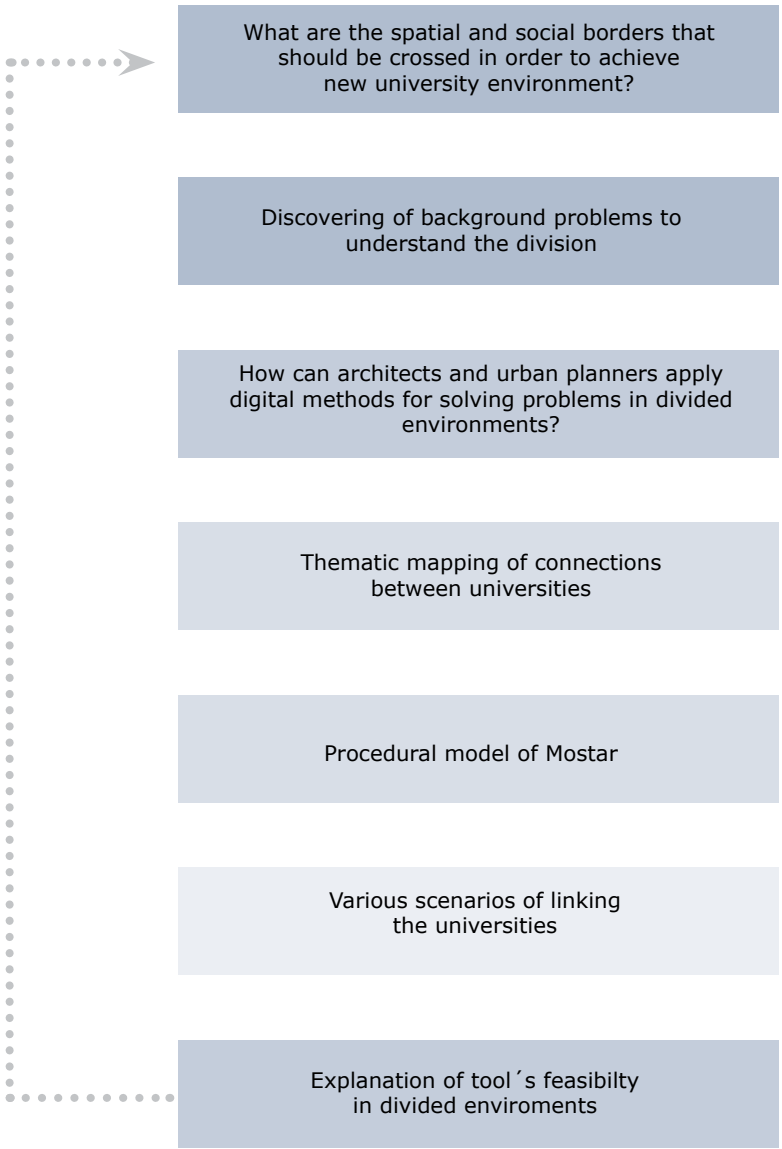 What are the spatial and social borders that
should be crossed in order to achieve
new university environment?
Discovering of background problems to
understand the division
How can architects and urban planners apply
digital methods for solving problems in divided
environments?
Thematic mapping of connections
between universities
Procedural model of Mostar
Various scenarios of linking
the universities
Explanation of tool´s feasibilty
in divided enviroments